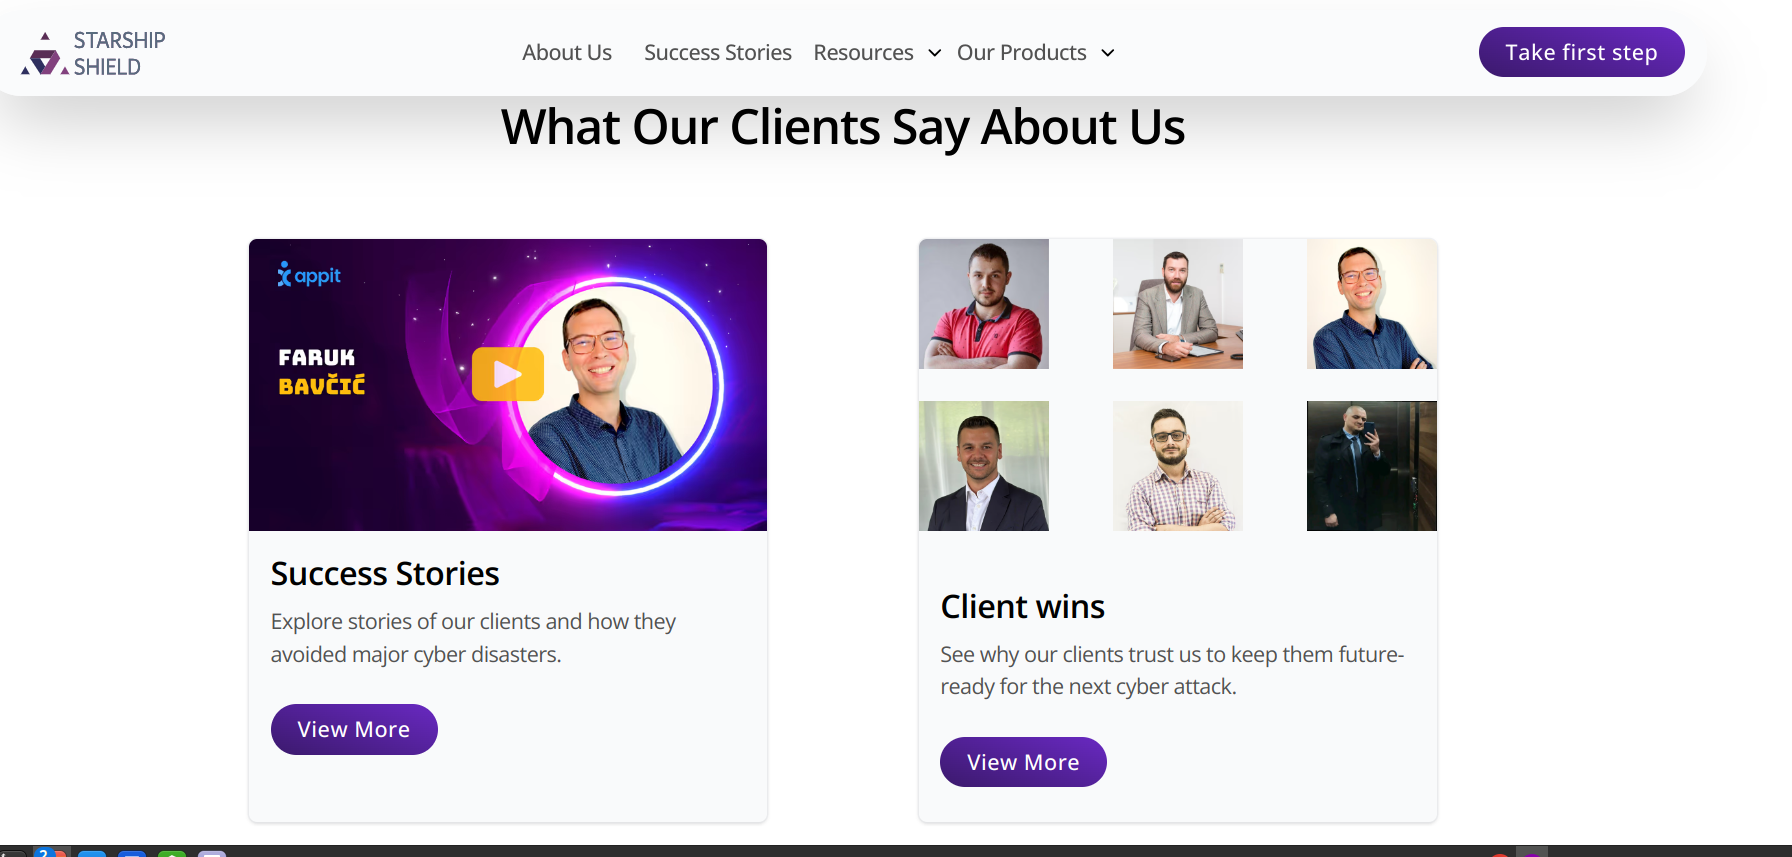 STARSHIP
SHIELD
About Us
Success Stories
Resources
Our Products
Take first step
What Our Clients Say About Us
appit
FARUK
BAVČIĆ
Success Stories
Explore stories of our clients and how they
avoided major cyber disasters.
View More
Client wins
See why our clients trust us to keep them future-
ready for the next cyber attack.
View More
2